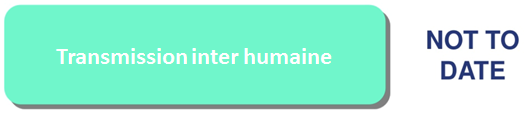 Transmission inter humaine
NOT TO
DATE